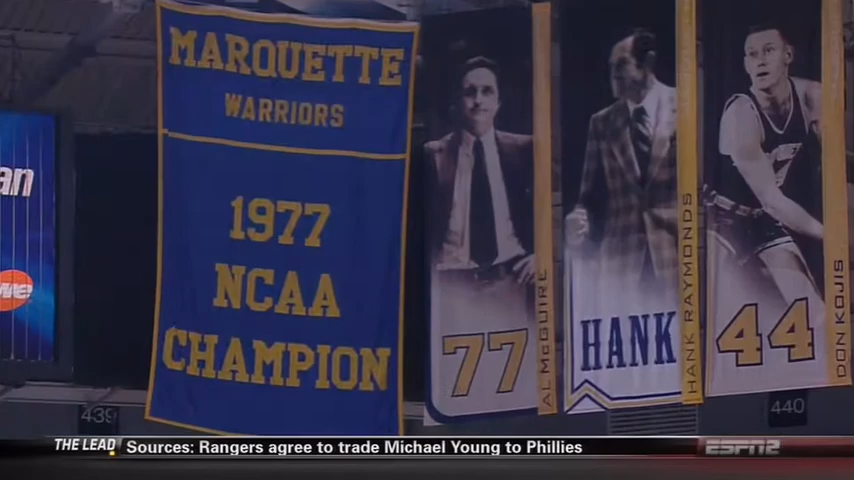 MARQUETTE
WARRIORS
1977
NCAA
CHAMPION
77
AL MCGUIRE
HANK
HANK RAYMONDS
44
DON KOJIS
439
440
THE LEAD
Sources: Rangers agree to trade Michael Young to Phillies
ESPN2